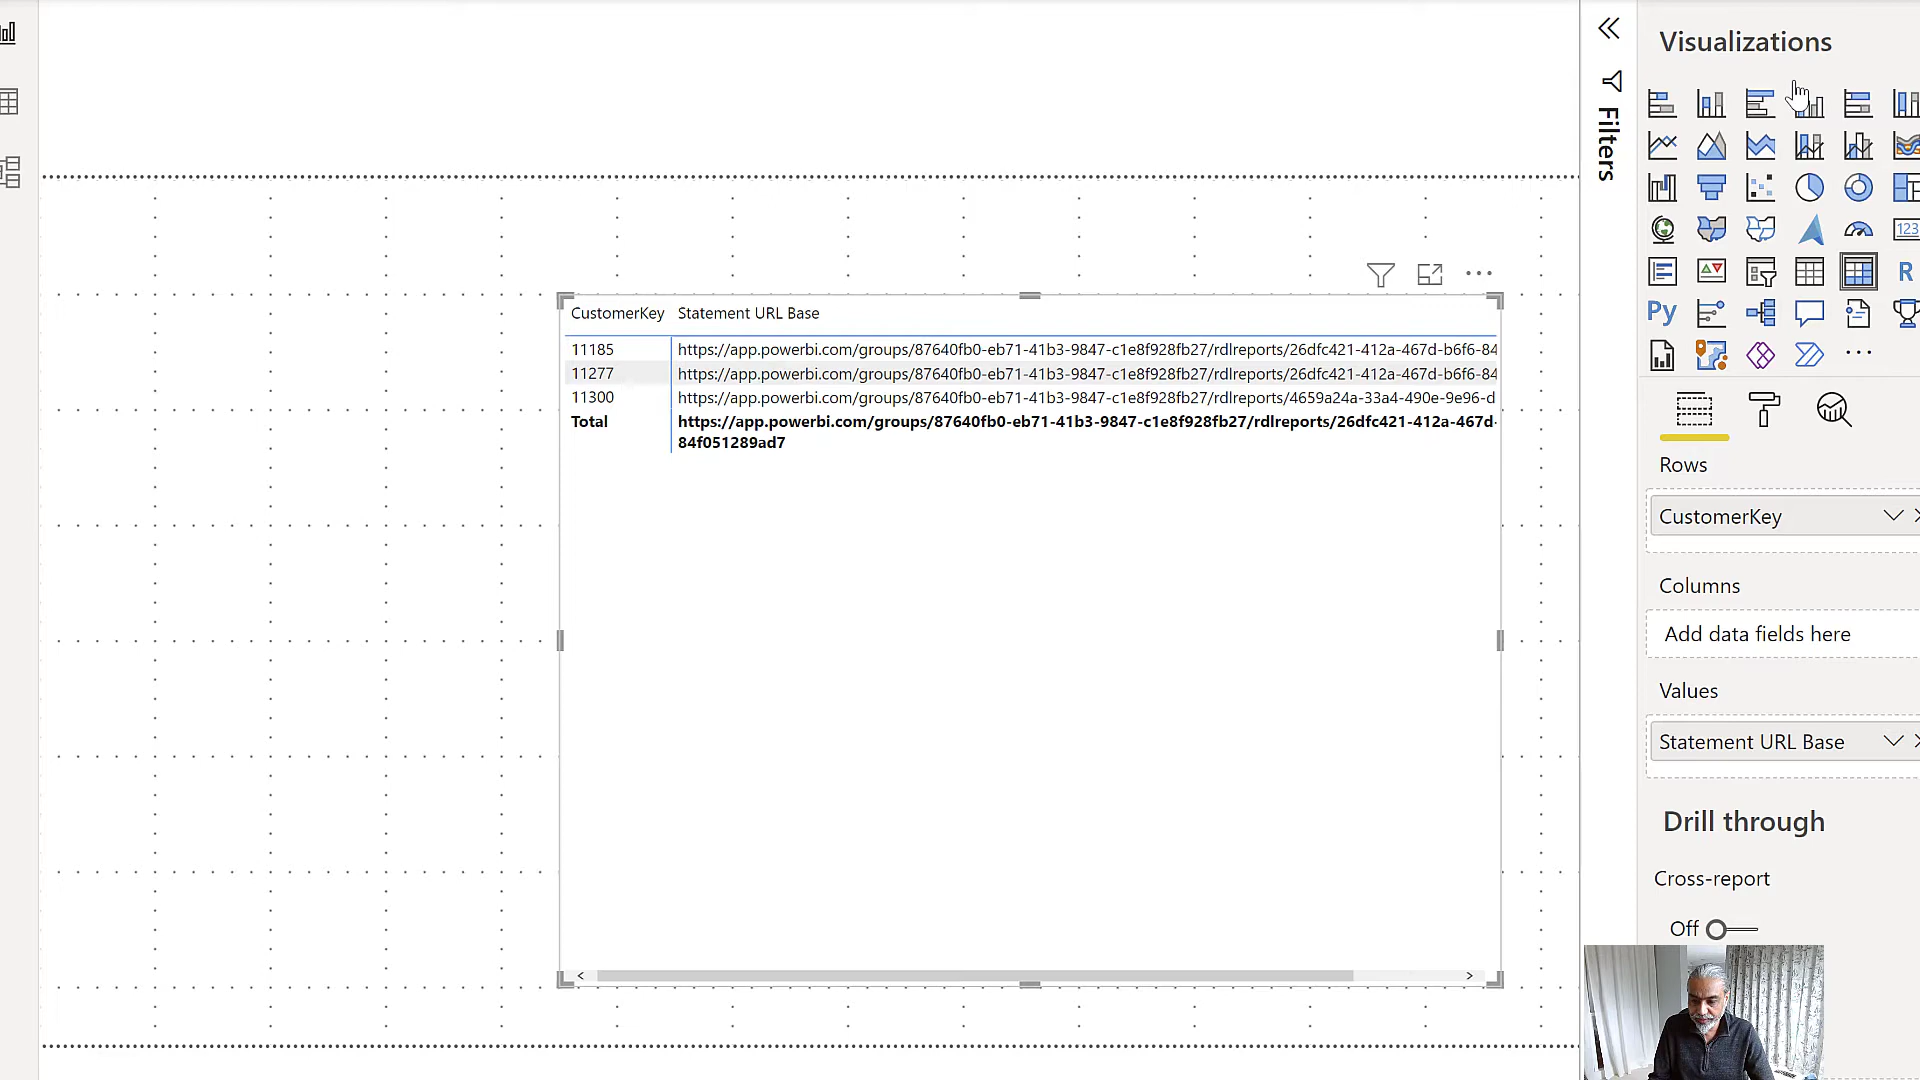 Visualizations
Filters
123
R
Py
CustomerKey Statement URL Base
11185 https://app.powerbi.com/groups/87640fb0-eb71-41b3-9847-c1e8f928fb27/rdlreports/26dfc421-412a-467d-b6f6-84
11277 https://app.powerbi.com/groups/87640fb0-eb71-41b3-9847-c1e8f928fb27/rdlreports/26dfc421-412a-467d-b6f6-84
11300 https://app.powerbi.com/groups/87640fb0-eb71-41b3-9847-c1e8f928fb27/rdlreports/4659a24a-33a4-490e-9e96-d
Total https://app.powerbi.com/groups/87640fb0-eb71-41b3-9847-c1e8f928fb27/rdlreports/26dfc421-412a-467d-
84f051289ad7
Rows
CustomerKey
Columns
Add data fields here
Values
Statement URL Base
Drill through
Cross-report
Off